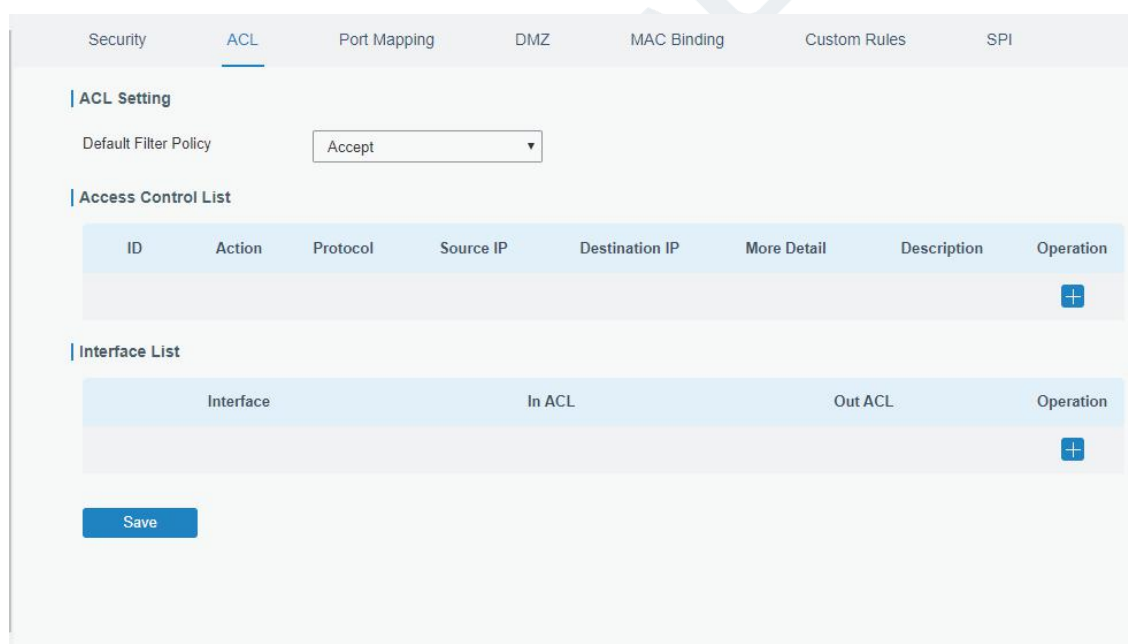 Security ACL Port Mapping DMZ MAC Binding Custom Rules SPI
ACL Setting
Default Filter Policy Accept
Access Control List
ID Action Protocol Source IP Destination IP More Detail Description Operation
Interface List
Interface In ACL Out ACL Operation
Save